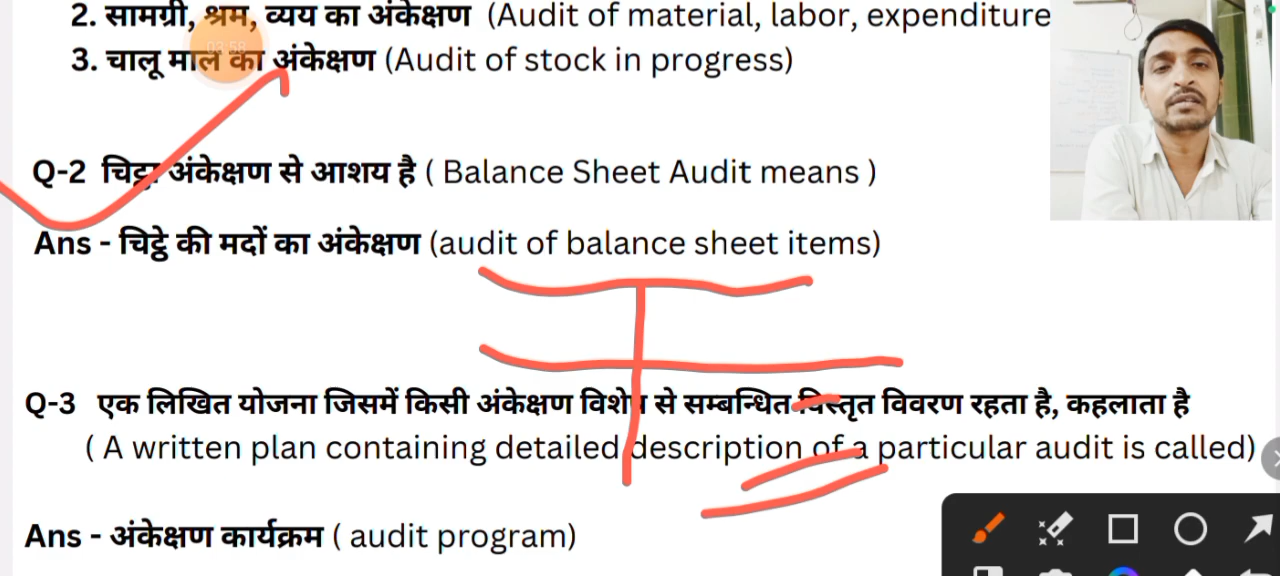 2. सामग्री, श्रम, व्यय का अंकेक्षण (Audit of material, labor, expenditure
03:58
3. चालू माल का अंकेक्षण (Audit of stock in progress)
Q-2 चिट्ठा अंकेक्षण से आशय है ( Balance Sheet Audit means )
Ans - चिट्ठे की मदों का अंकेक्षण (audit of balance sheet items)
Q-3 एक लिखित योजना जिसमें किसी अंकेक्षण विशेष से सम्बन्धित विस्तृत विवरण रहता है, कहलाता है
( A written plan containing detailed description of a particular audit is called)
Ans - अंकेक्षण कार्यक्रम ( audit program)